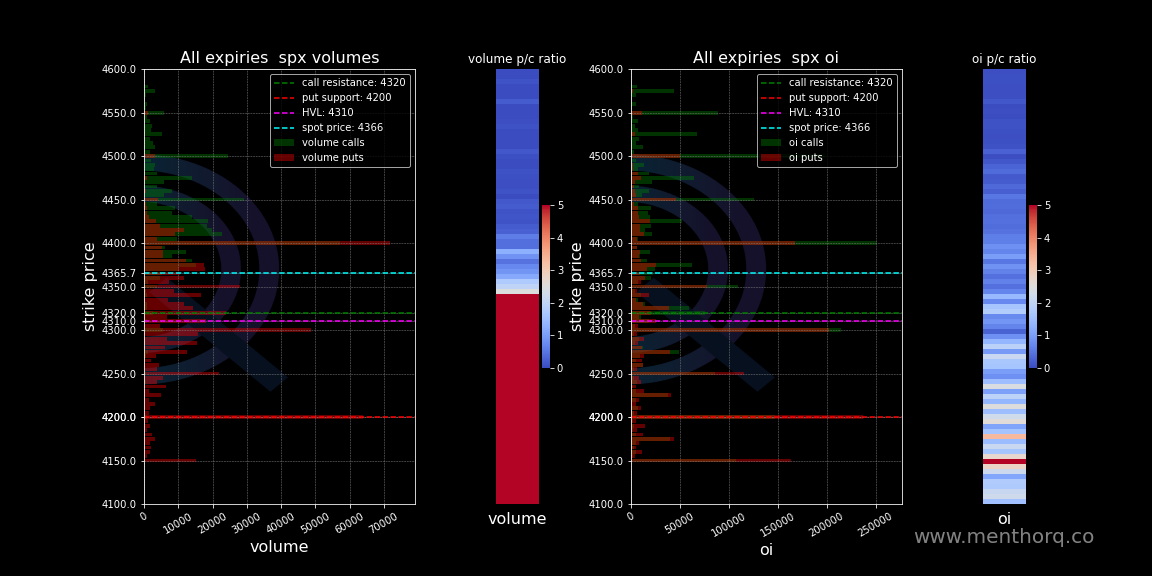 All expiries  spx volumes
call resistance: 4320
put support: 4200
HVL: 4310
spot price: 4366
volume calls
volume puts
4600.0
4550.0
4500.0
4450.0
4400.0
4365.7
4350.0
4320.0
4310.0
4300.0
4250.0
4200.0
4150.0
4100.0
strike price
0
10000
20000
30000
40000
50000
60000
70000
volume
volume p/c ratio
5
4
3
2
1
0
volume
All expiries  spx oi
call resistance: 4320
put support: 4200
HVL: 4310
spot price: 4366
oi calls
oi puts
4600.0
4550.0
4500.0
4450.0
4400.0
4365.7
4350.0
4320.0
4310.0
4300.0
4250.0
4200.0
4150.0
4100.0
strike price
0
50000
100000
150000
200000
250000
oi
oi p/c ratio
5
4
3
2
1
0
oi
www.menthorq.co